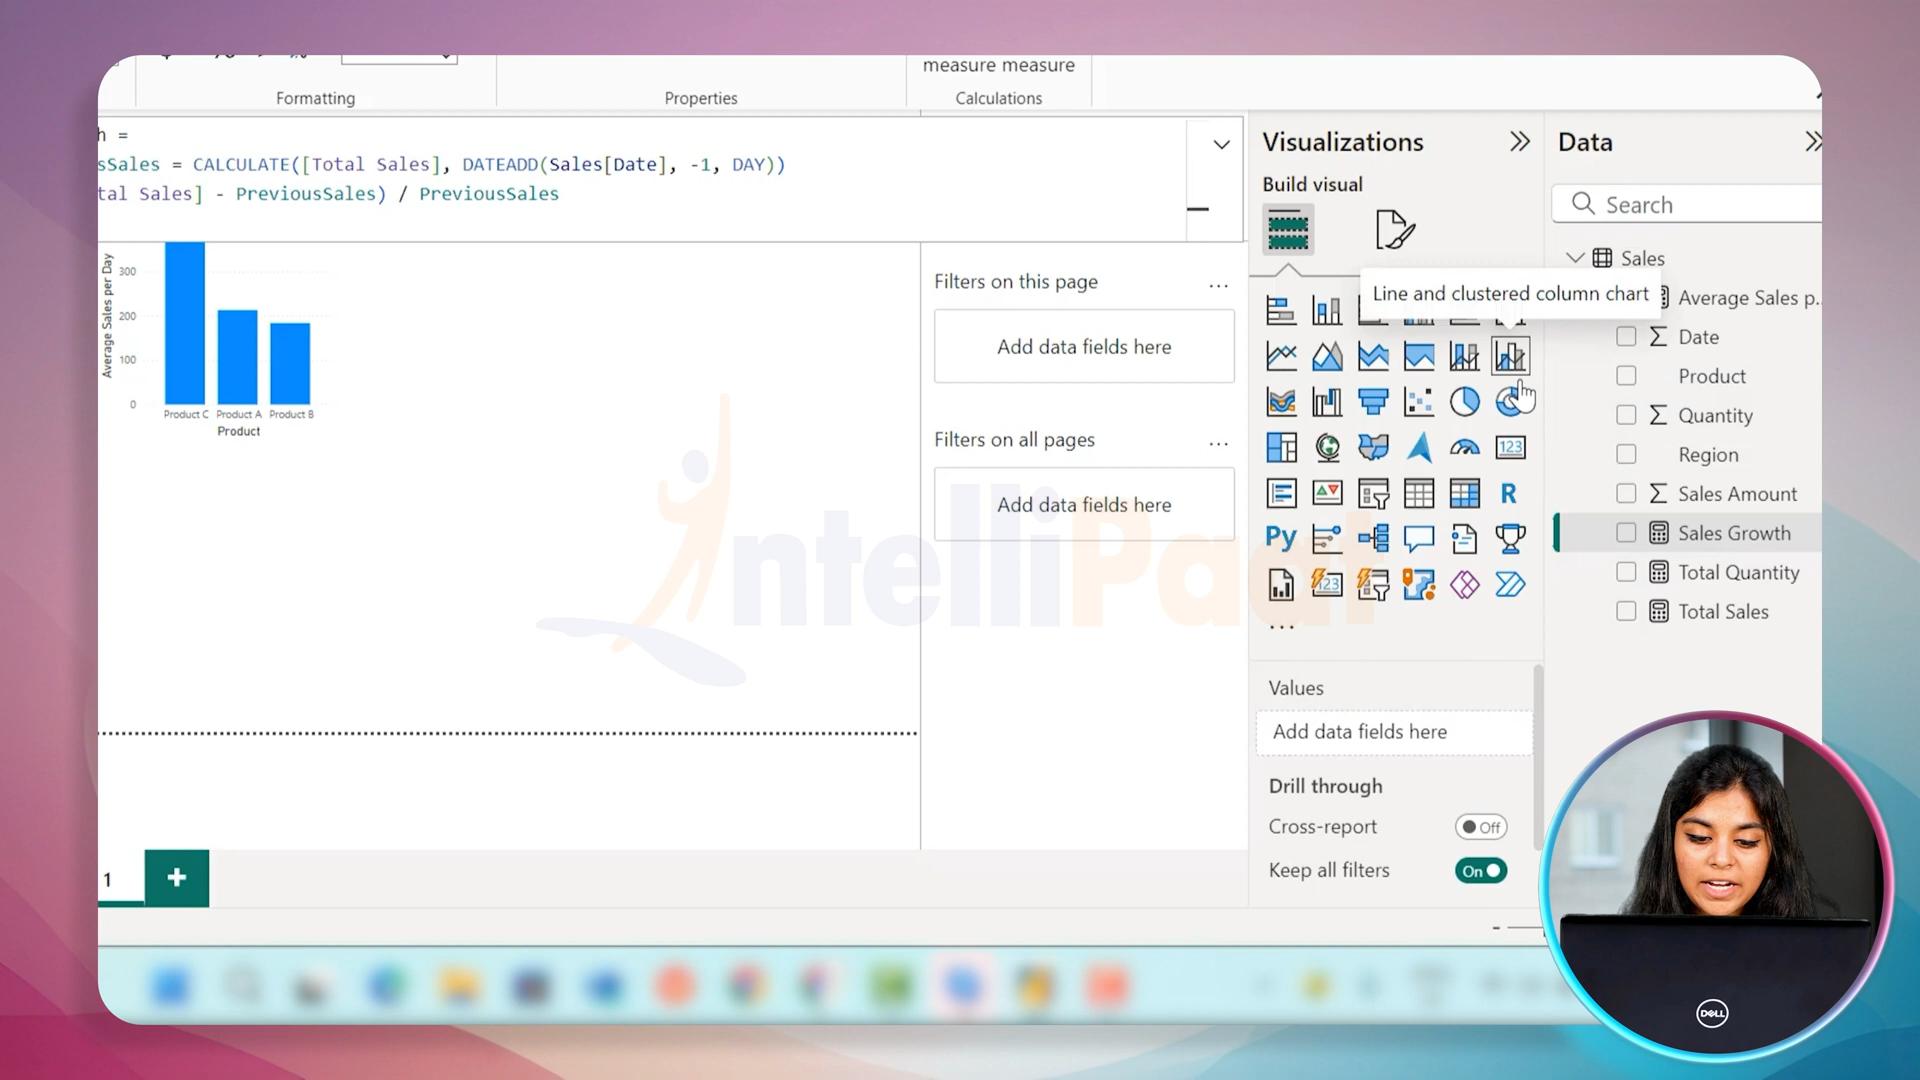 measure measure
Formatting
Properties
Calculations
h =
sSales = CALCULATE([Total Sales], DATEADD(Sales[Date], -1, DAY))
tal Sales] - PreviousSales) / PreviousSales
Average Sales per Day
300
200
100
0
Product C Product A Product B
Product
Filters on this page
...
Add data fields here
Filters on all pages
...
Add data fields here
Visualizations
Build visual
Line and clustered column chart
123
R
Py
123
...
Values
Add data fields here
Drill through
Cross-report
Off
Keep all filters
On
Data
Search
Sales
Average Sales p...
Date
Product
Quantity
Region
Sales Amount
Sales Growth
Total Quantity
Total Sales
IntelliPaat
1
+
DELL